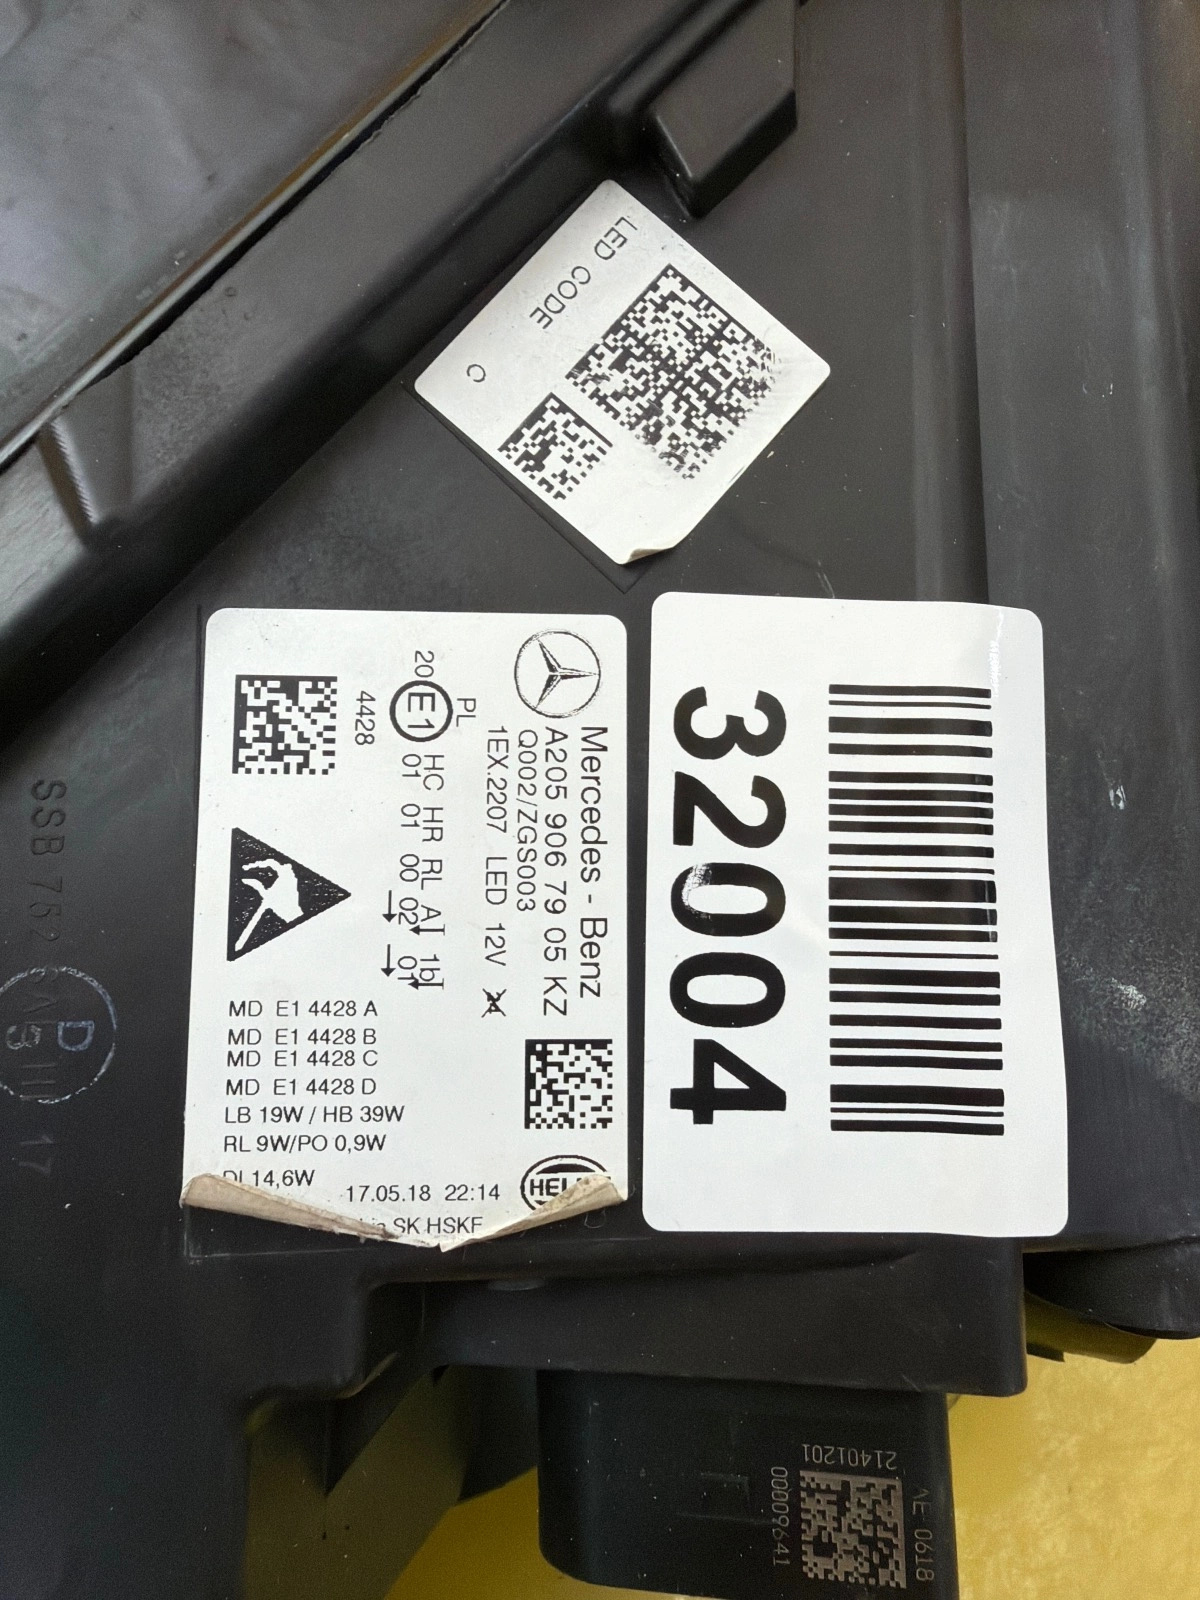 LED CODE
C
Mercedes - Benz
A205 906 79 05 KZ
Q002/ZGS003
1EX.2207 LED 12V
PL
20 E1 HC HR RL A 1b
01 01 00 02 01
4428
MD E1 4428 A
MD E1 4428 B
MD E1 4428 C
MD E1 4428 D
LB 19W / HB 39W
RL 9W/PO 0,9W
DI 14,6W
17.05.18 22:14
SK HSKF
32004
SSB 762
17
21401201
00009641
AE 0618